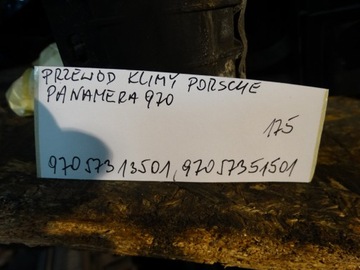 PRZEWÓD KLIMY PORSCHE
PANAMERA 970
175
97057313501, 97057351501